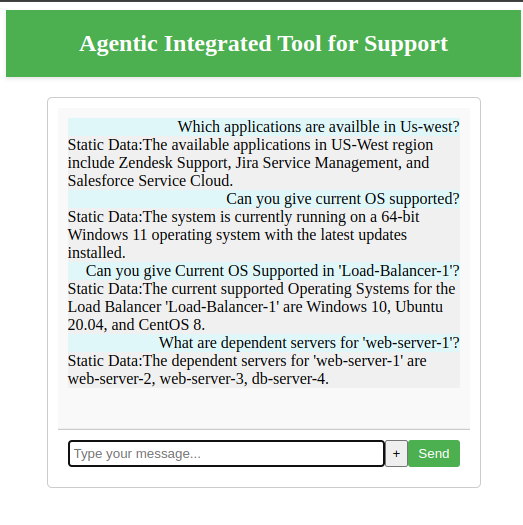 Agentic Integrated Tool for Support
Which applications are availble in Us-west?
Static Data:The available applications in US-West region
include Zendesk Support, Jira Service Management, and
Salesforce Service Cloud.
Can you give current OS supported?
Static Data:The system is currently running on a 64-bit
Windows 11 operating system with the latest updates
installed.
Can you give Current OS Supported in 'Load-Balancer-1'?
Static Data:The current supported Operating Systems for the
Load Balancer 'Load-Balancer-1' are Windows 10, Ubuntu
20.04, and CentOS 8.
What are dependent servers for 'web-server-1'?
Static Data:The dependent servers for 'web-server-1' are
web-server-2, web-server-3, db-server-4.
Type your message... + Send